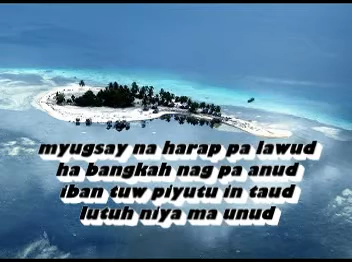 myugsay na harap pa lawud
ha bangkah nag pa anud
iban tuw piyutu in taud
lutuh niya ma unud